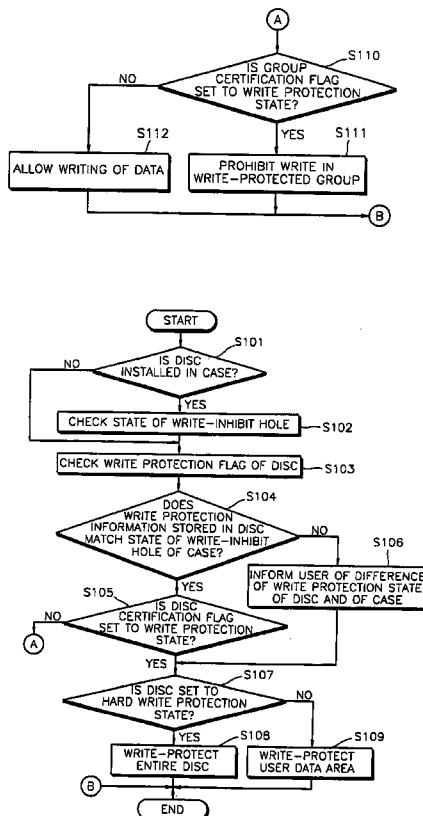 A
S110
IS GROUP
CERTIFICATION FLAG
SET TO WRITE PROTECTION
STATE?
NO
YES
S112
S111
ALLOW WRITING OF DATA
PROHIBIT WRITE IN
WRITE-PROTECTED GROUP
B
START
S101
IS DISC
INSTALLED IN CASE?
NO
YES
CHECK STATE OF WRITE-INHIBIT HOLE
S102
CHECK WRITE PROTECTION FLAG OF DISC
S103
S104
DOES
WRITE PROTECTION
INFORMATION STORED IN DISC
MATCH STATE OF WRITE-INHIBIT
HOLE OF CASE?
NO
YES
S106
INFORM USER OF DIFFERENCE
OF WRITE PROTECTION STATE
OF DISC AND OF CASE
S105
IS DISC
CERTIFICATION FLAG
SET TO WRITE PROTECTION
STATE?
NO
A
YES
S107
IS DISC SET TO
HARD WRITE PROTECTION
STATE?
NO
YES
S108
S109
WRITE-PROTECT
ENTIRE DISC
WRITE-PROTECT
USER DATA AREA
B
END